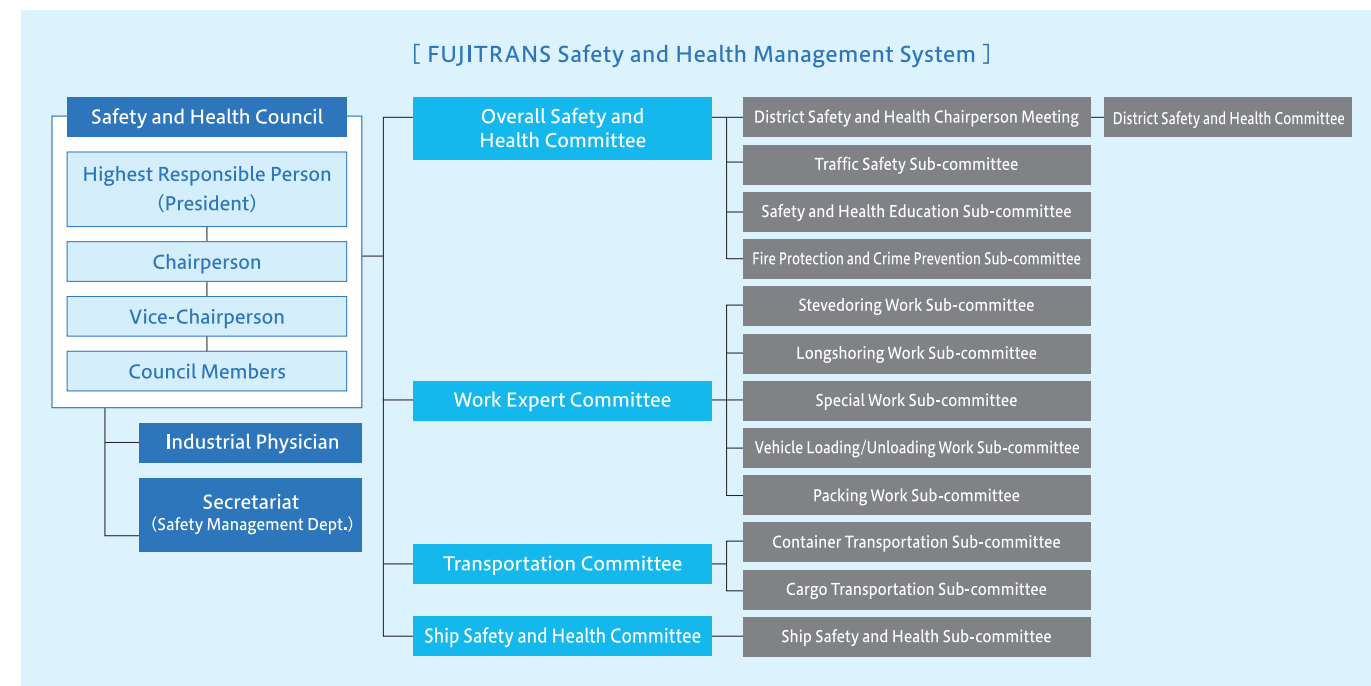 [ FUJITRANS Safety and Health Management System ]
Safety and Health Council
Highest Responsible Person
(President)
Chairperson
Vice-Chairperson
Council Members
Industrial Physician
Secretariat
(Safety Management Dept.)
Overall Safety and
Health Committee
District Safety and Health Chairperson Meeting
District Safety and Health Committee
Traffic Safety Sub-committee
Safety and Health Education Sub-committee
Fire Protection and Crime Prevention Sub-committee
Work Expert Committee
Stevedoring Work Sub-committee
Longshoring Work Sub-committee
Special Work Sub-committee
Vehicle Loading/Unloading Work Sub-committee
Packing Work Sub-committee
Transportation Committee
Container Transportation Sub-committee
Cargo Transportation Sub-committee
Ship Safety and Health Committee
Ship Safety and Health Sub-committee